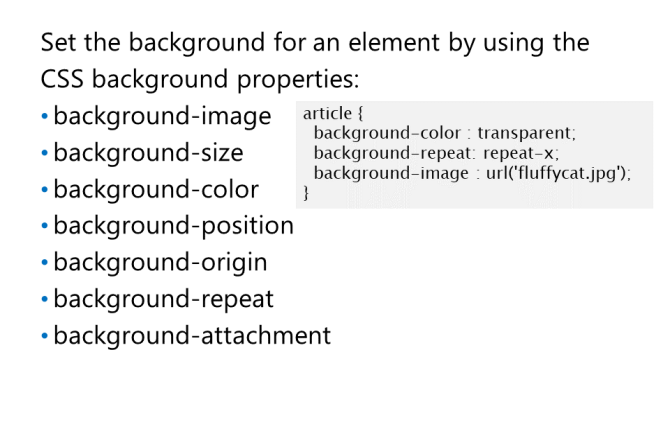 Set the background for an element by using the
CSS background properties:
• background-image
• background-size
• background-color
• background-position
• background-origin
• background-repeat
• background-attachment
article {
  background-color : transparent;
  background-repeat: repeat-x;
  background-image : url('fluffycat.jpg');
}